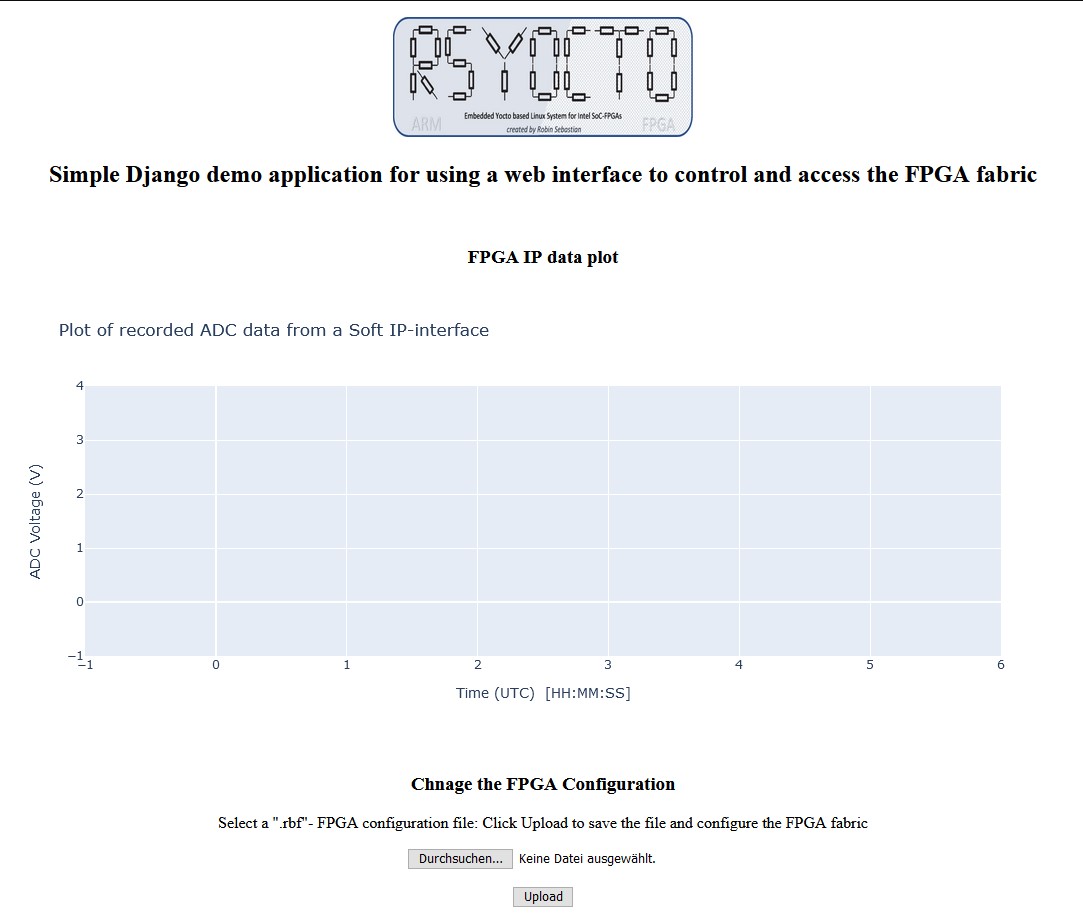 RSYOCTO
Embedded Yocto based Linux System for Intel SoC-FPGAs
ARM created by Robin Sebastian FPGA
Simple Django demo application for using a web interface to control and access the FPGA fabric
FPGA IP data plot
Plot of recorded ADC data from a Soft IP-interface
4
3
2
1
0
−1
ADC Voltage (V)
−1 0 1 2 3 4 5 6
Time (UTC) [HH:MM:SS]
Chnage the FPGA Configuration
Select a ".rbf"- FPGA configuration file: Click Upload to save the file and configure the FPGA fabric
Durchsuchen... Keine Datei ausgewählt.
Upload